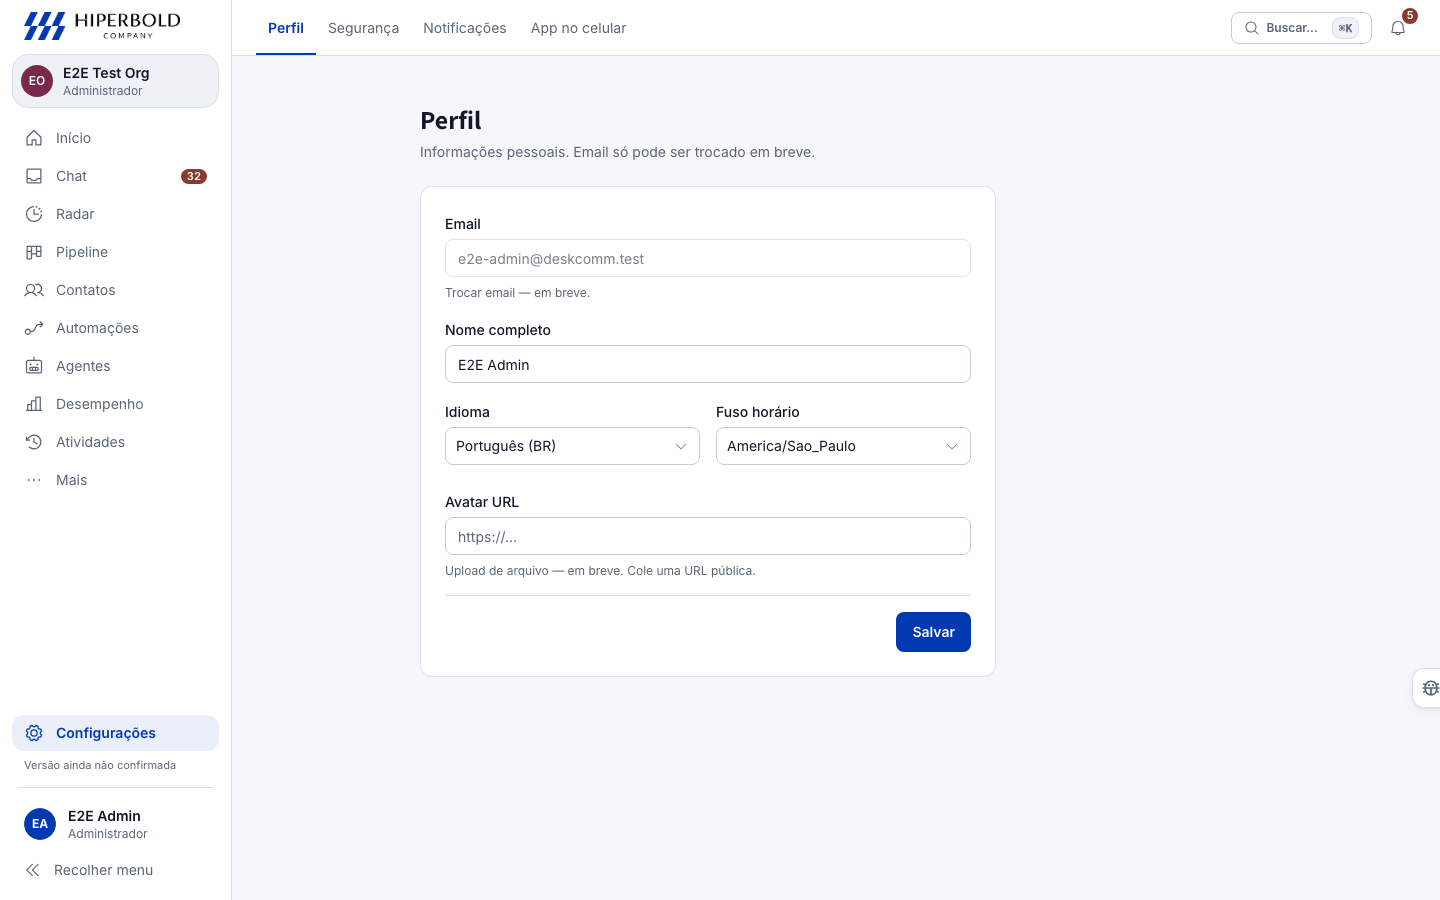 HIPERBOLD
COMPANY
EO
E2E Test Org
Administrador
Início
Chat
32
Radar
Pipeline
Contatos
Automações
Agentes
Desempenho
Atividades
Mais
Configurações
Versão ainda não confirmada
EA
E2E Admin
Administrador
Recolher menu
Perfil
Segurança
Notificações
App no celular
Buscar...
⌘K
5
Perfil
Informações pessoais. Email só pode ser trocado em breve.
Email
e2e-admin@deskcomm.test
Trocar email — em breve.
Nome completo
E2E Admin
Idioma
Fuso horário
Português (BR)
America/Sao_Paulo
Avatar URL
https://...
Upload de arquivo — em breve. Cole uma URL pública.
Salvar